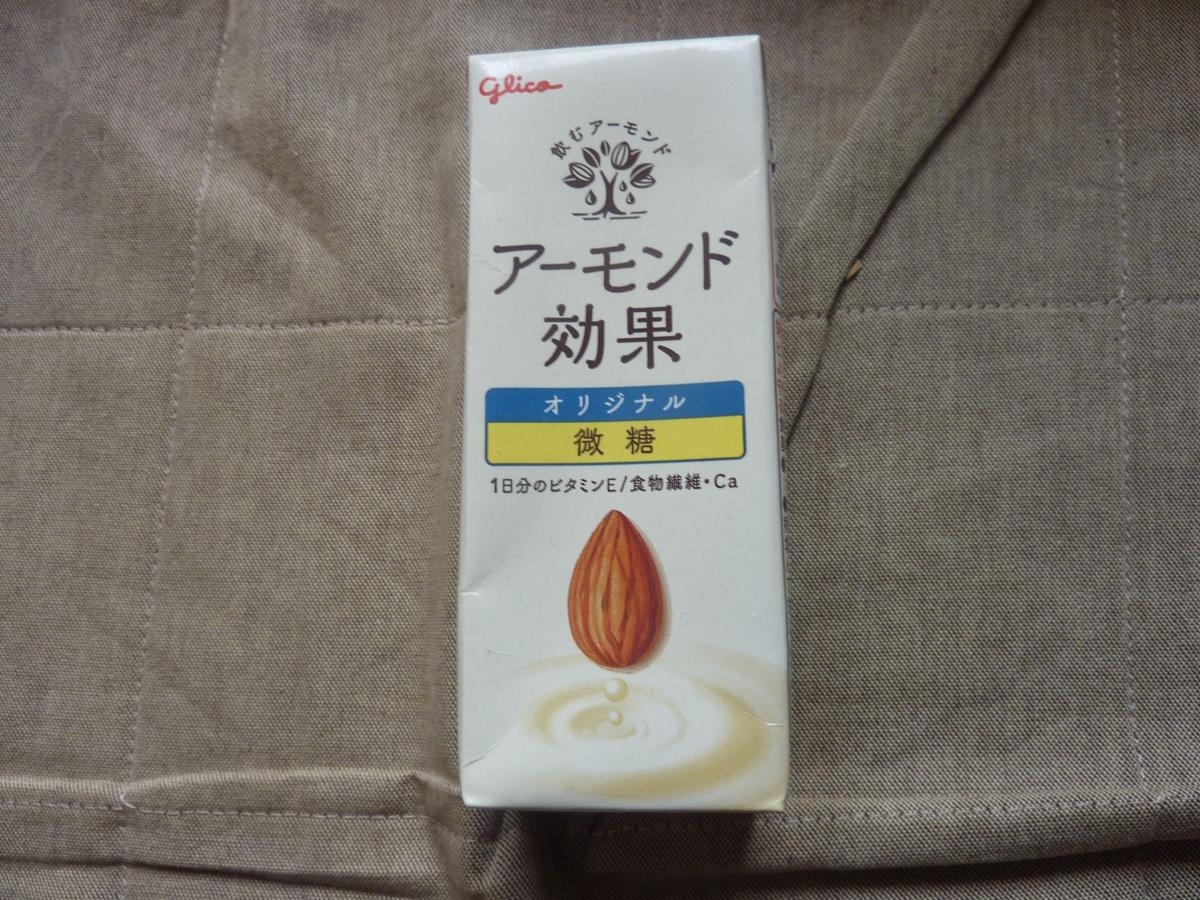 Glico
飲むアーモンド
アーモンド
効果
オリジナル
微糖
1日分のビタミンE/食物繊維・Ca